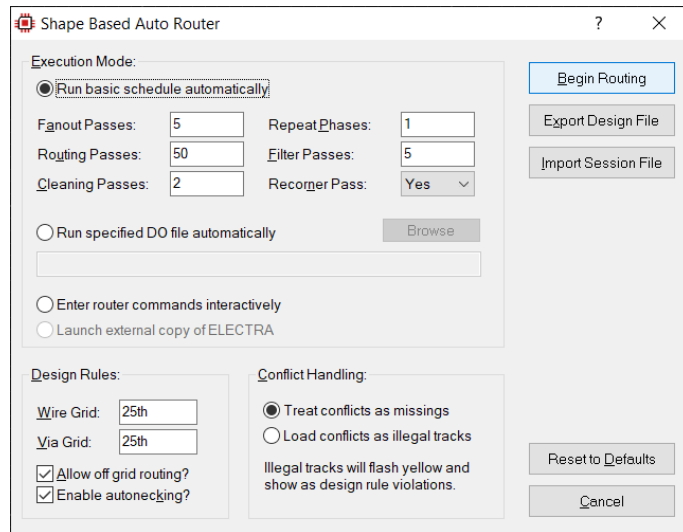 Shape Based Auto Router ? ×
Execution Mode:
Run basic schedule automatically
Fanout Passes: 5 Repeat Phases: 1
Routing Passes: 50 Filter Passes: 5
Cleaning Passes: 2 Recorner Pass: Yes
Run specified DO file automatically Browse
Enter router commands interactively
Launch external copy of ELECTRA
Begin Routing
Export Design File
Import Session File
Design Rules:
Wire Grid: 25th
Via Grid: 25th
Allow off grid routing?
Enable autonecking?
Conflict Handling:
Treat conflicts as missings
Load conflicts as illegal tracks
Illegal tracks will flash yellow and
show as design rule violations.
Reset to Defaults
Cancel